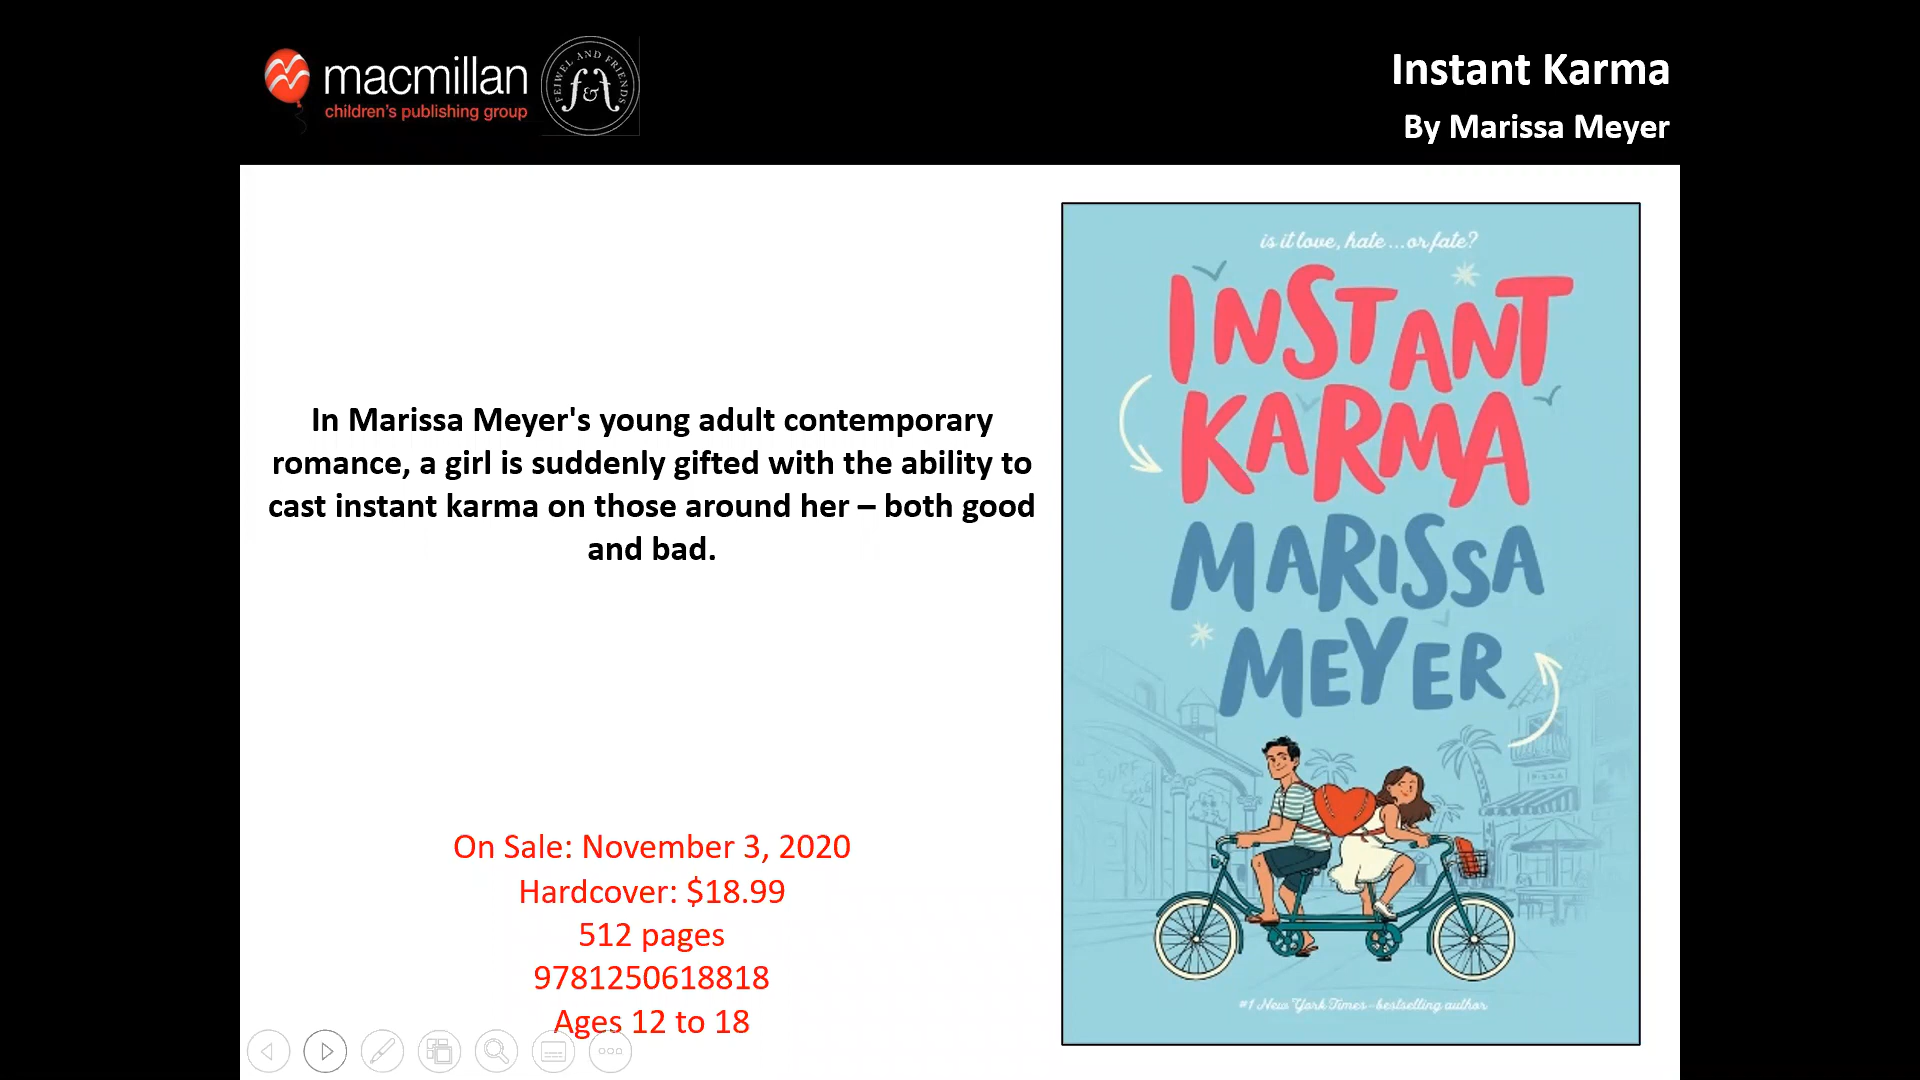 macmillan
children's publishing group
FEIWEL AND FRIENDS
f&f
Instant Karma
By Marissa Meyer
In Marissa Meyer's young adult contemporary
romance, a girl is suddenly gifted with the ability to
cast instant karma on those around her – both good
and bad.
On Sale: November 3, 2020
Hardcover: $18.99
512 pages
9781250618818
Ages 12 to 18
is it love, hate...or fate?
INSTANT
KARMA
MARISSA
MEYER
SURF
PIZZA
#1 New York Times–bestselling author